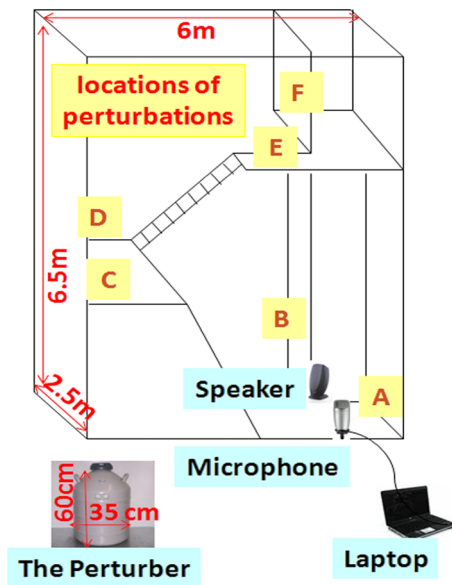 6m
locations of
perturbations
F
E
D
C
6.5m
B
2.5m
Speaker
A
Microphone
60cm
35 cm
The Perturber
Laptop